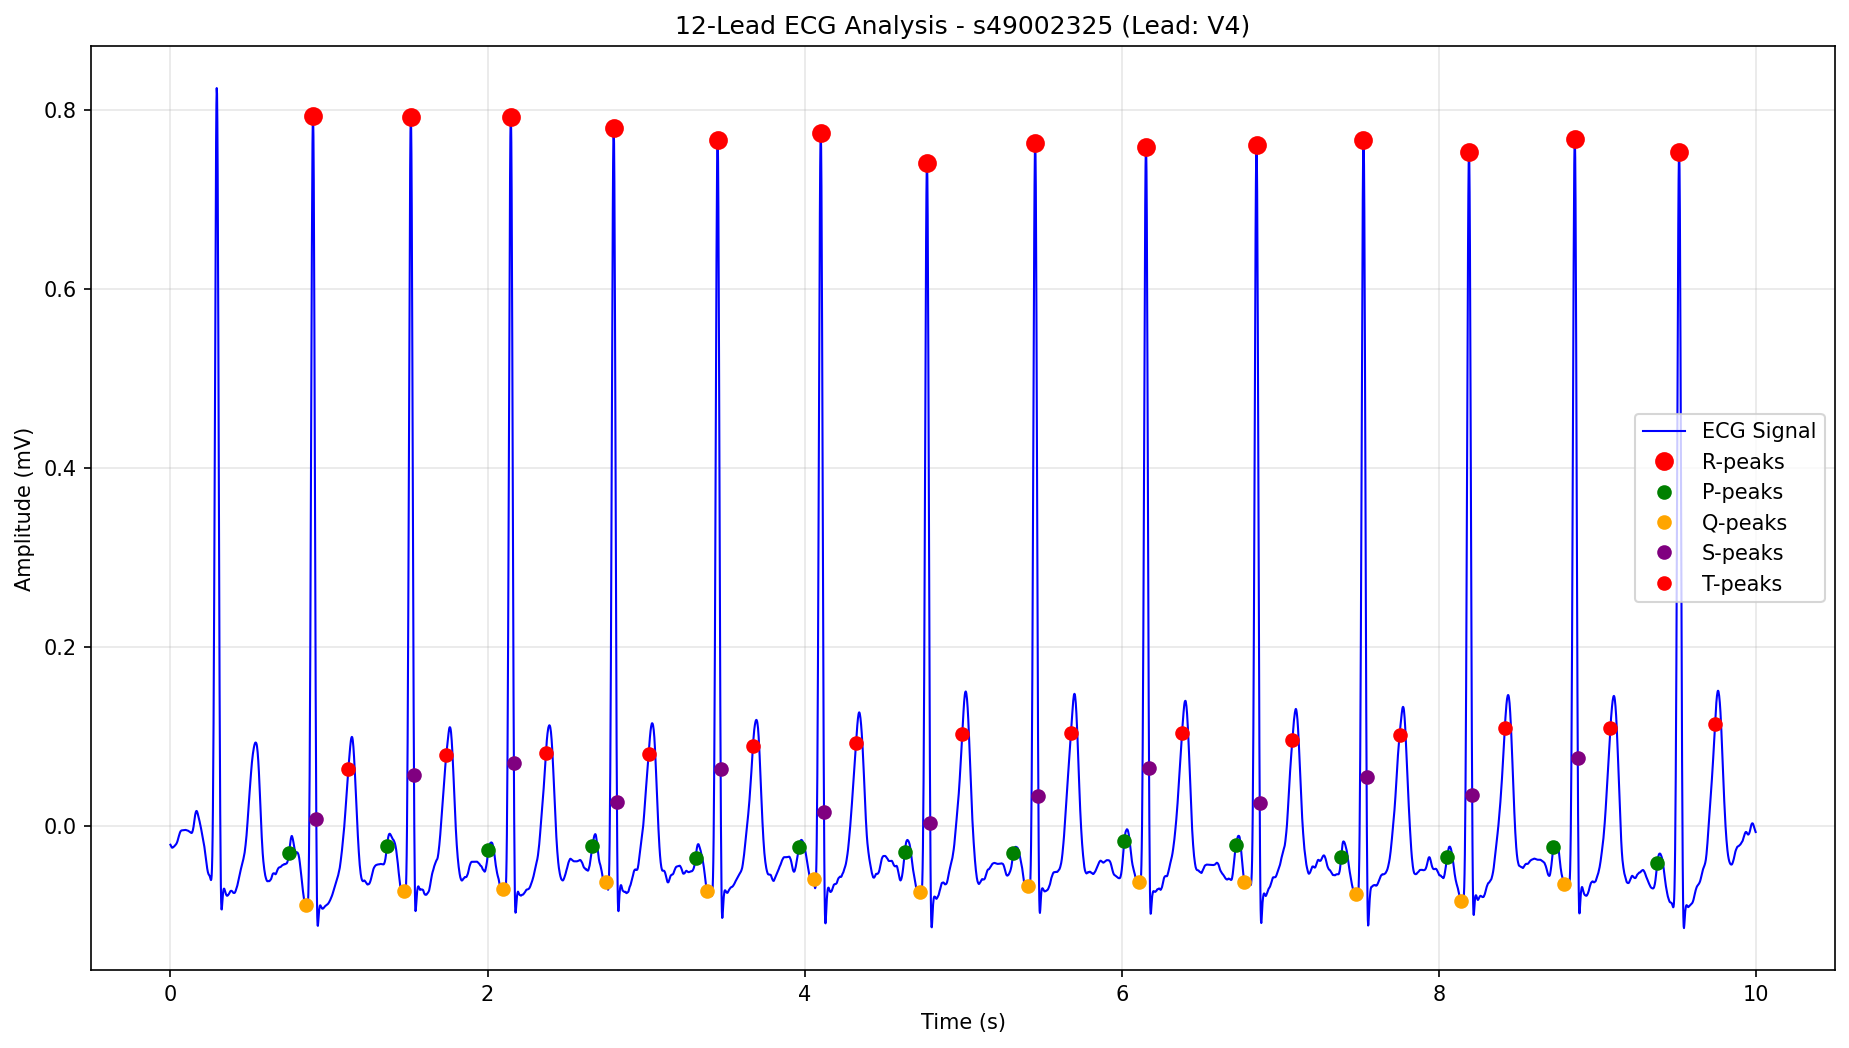 12-Lead ECG Analysis - s49002325 (Lead: V4)
Amplitude (mV)
0.8
0.6
0.4
0.2
0.0
ECG Signal
R-peaks
P-peaks
Q-peaks
S-peaks
T-peaks
0 2 4 6 8 10
Time (s)